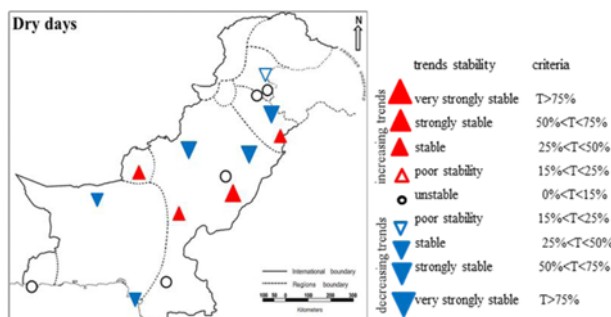 Dry days
N
International boundary
Regions boundary
Kilometers
trends stability criteria
increasing trends
very strongly stable T>75%
strongly stable 50%<T<75%
stable 25%<T<50%
poor stability 15%<T<25%
unstable 0%<T<15%
decreasing trends
poor stability 15%<T<25%
stable 25%<T<50%
strongly stable 50%<T<75%
very strongly stable T>75%